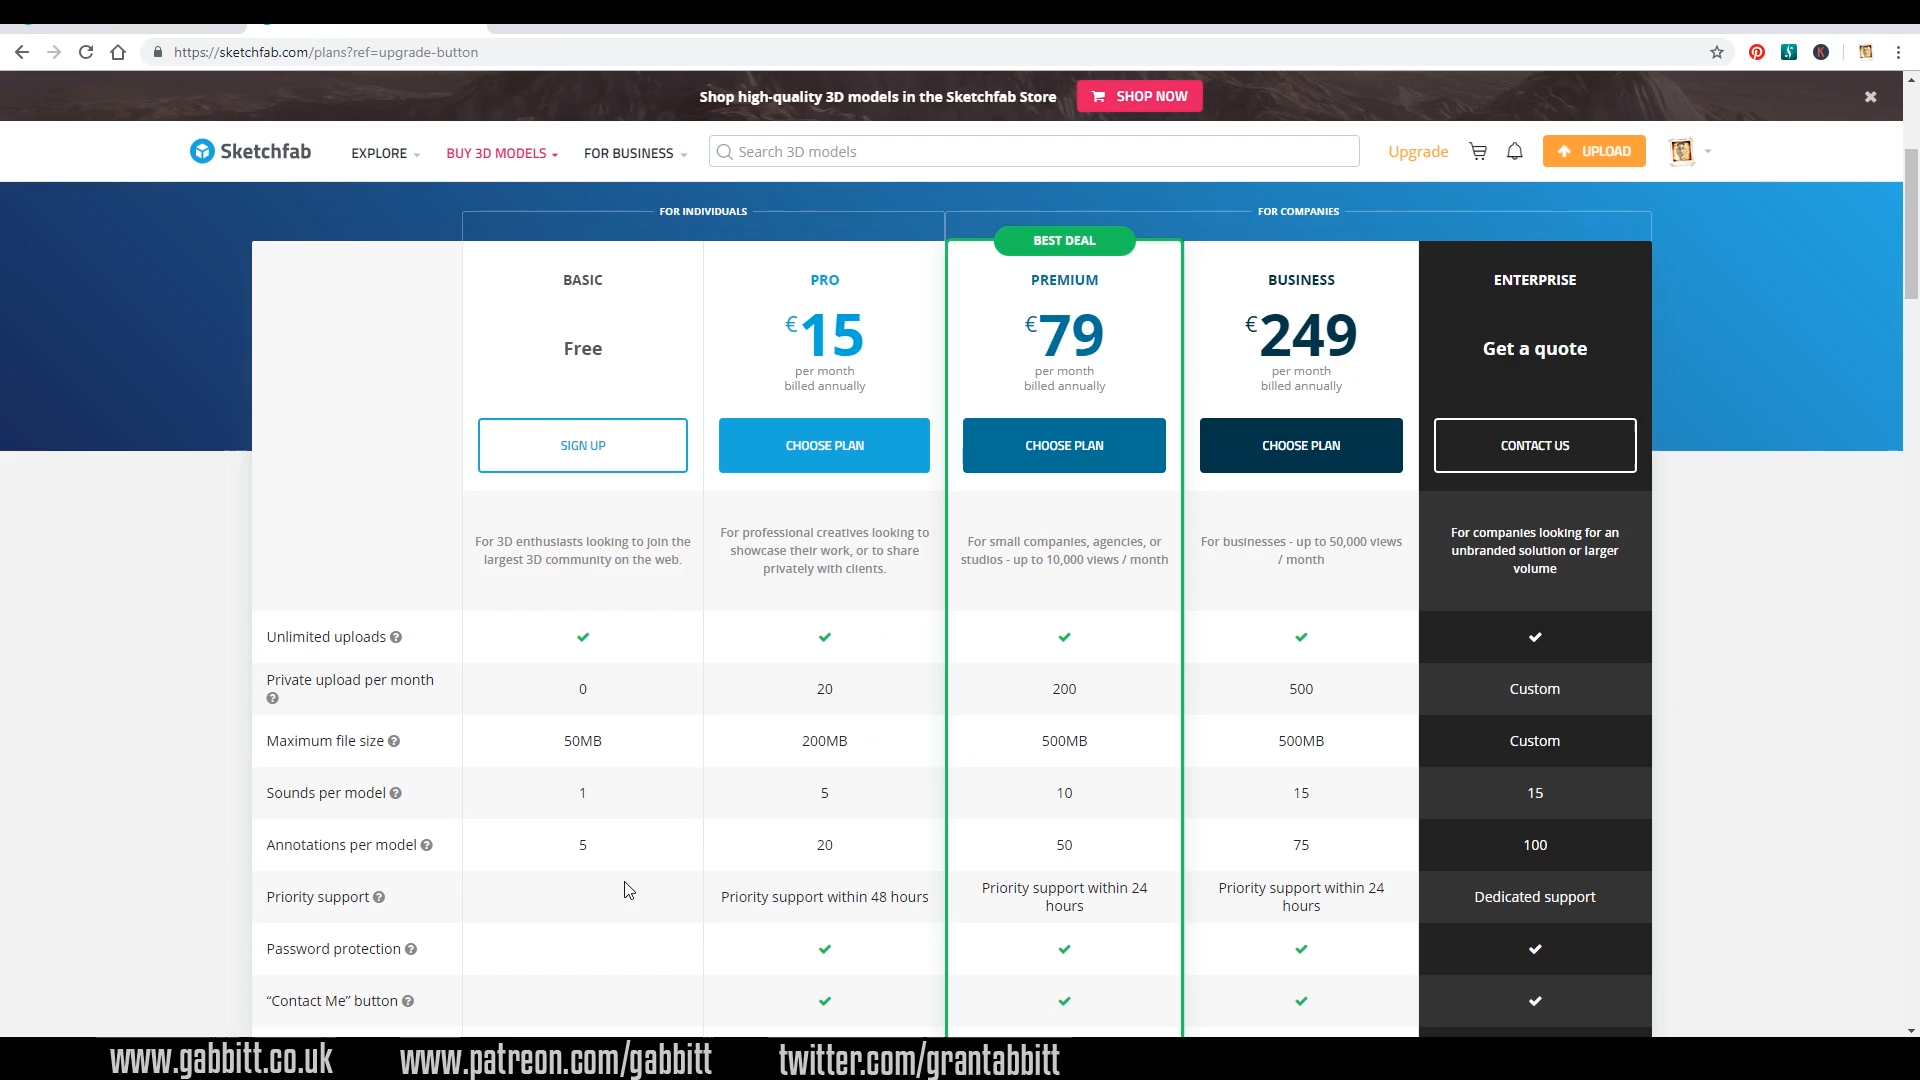 https://sketchfab.com/plans?ref=upgrade-button
Shop high-quality 3D models in the Sketchfab Store
SHOP NOW
Sketchfab
EXPLORE
BUY 3D MODELS
FOR BUSINESS
Search 3D models
Upgrade
UPLOAD
FOR INDIVIDUALS
FOR COMPANIES
BEST DEAL
BASIC
PRO
PREMIUM
BUSINESS
ENTERPRISE
Free
€15
per month
billed annually
€79
per month
billed annually
€249
per month
billed annually
Get a quote
SIGN UP
CHOOSE PLAN
CHOOSE PLAN
CHOOSE PLAN
CONTACT US
For 3D enthusiasts looking to join the
largest 3D community on the web.
For professional creatives looking to
showcase their work, or to share
privately with clients.
For small companies, agencies, or
studios - up to 10,000 views / month
For businesses - up to 50,000 views
/ month
For companies looking for an
unbranded solution or larger
volume
Unlimited uploads
Private upload per month
0
20
200
500
Custom
Maximum file size
50MB
200MB
500MB
500MB
Custom
Sounds per model
1
5
10
15
15
Annotations per model
5
20
50
75
100
Priority support
Priority support within 48 hours
Priority support within 24
hours
Priority support within 24
hours
Dedicated support
Password protection
“Contact Me” button
www.gabbitt.co.uk
www.patreon.com/gabbitt
twitter.com/grantabbitt